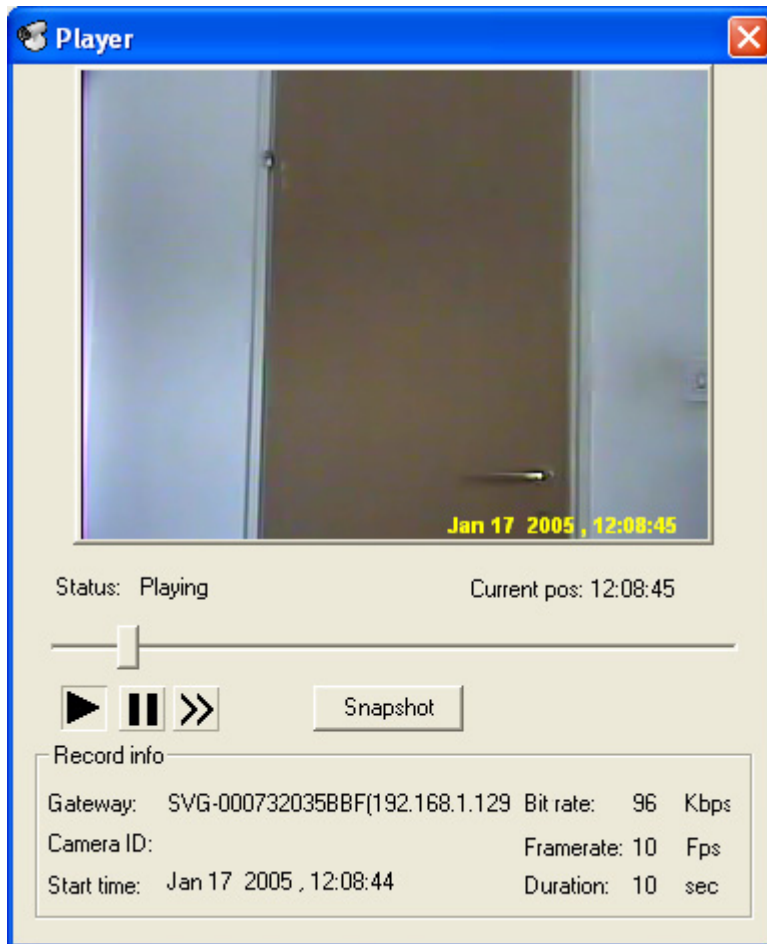 Player
Jan 17 2005 , 12:08:45
Status: Playing
Current pos: 12:08:45
Snapshot
Record info
Gateway: SVG-000732035BBF(192.168.1.129 Bit rate: 96 Kbps
Camera ID: Framerate: 10 Fps
Start time: Jan 17 2005 , 12:08:44 Duration: 10 sec